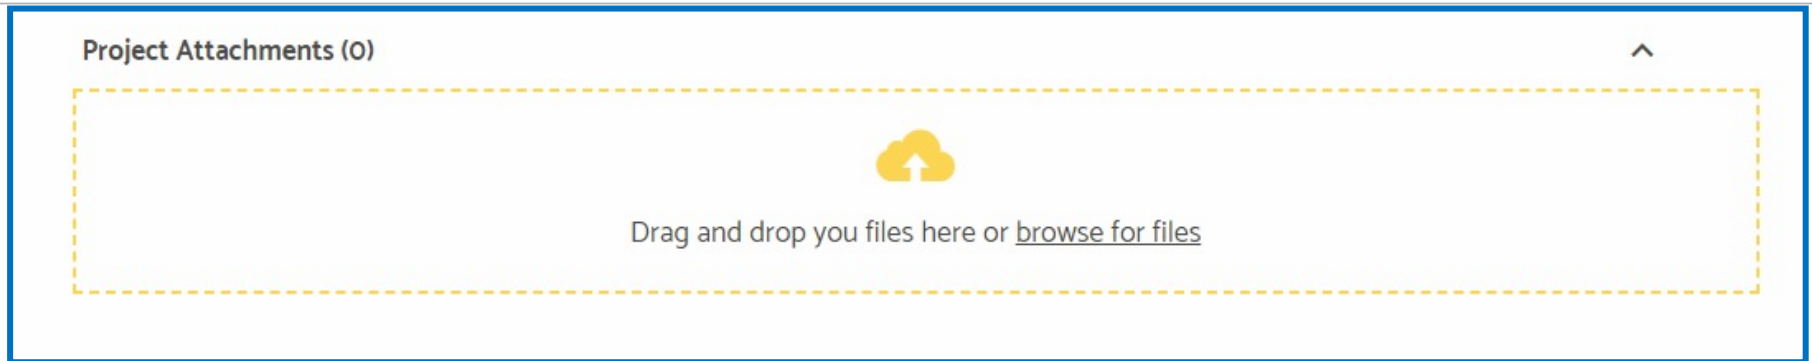 Project Attachments (0)
Drag and drop you files here or browse for files